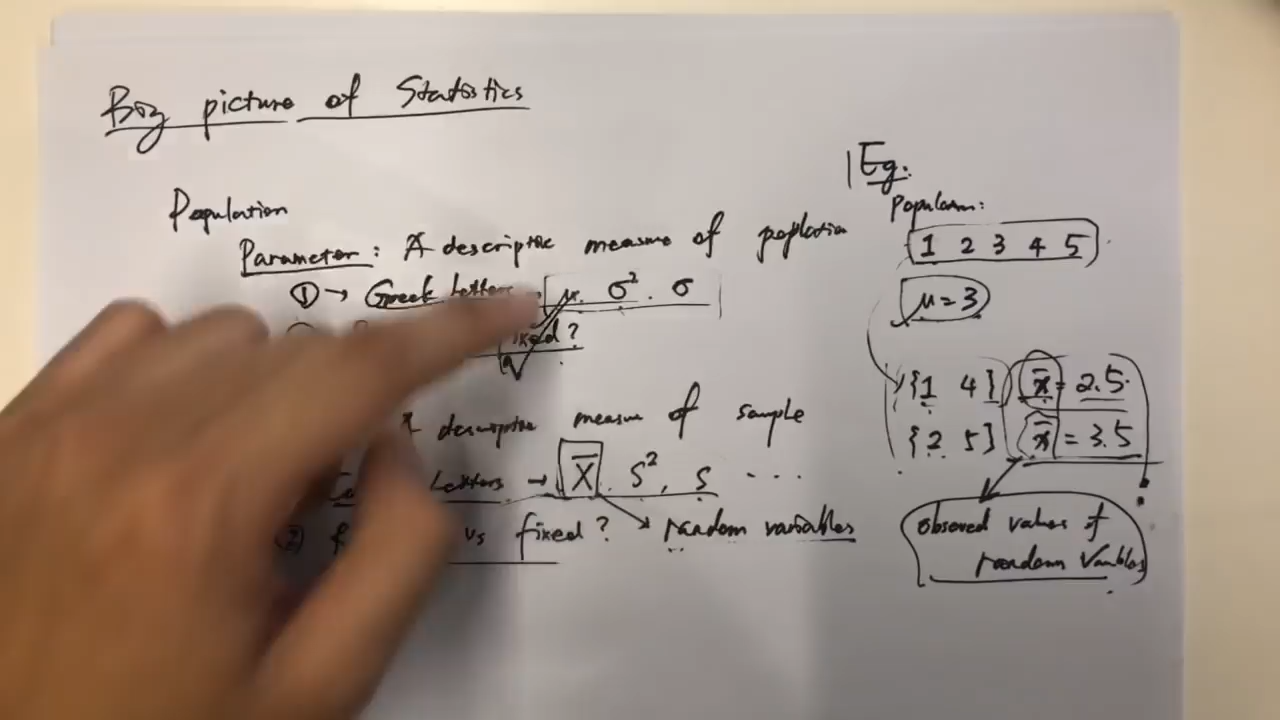 Big picture of Statistics
Population
Parameter : A descriptive measure of population
① → Greek Letters μ. σ². σ
fixed?
A descriptive measure of sample
Letters → X̄. S², S ...
② vs fixed? random variables
Eg.
Population:
1 2 3 4 5
μ = 3
{1 4} x̄ = 2.5
{2 5} x̄ = 3.5
observed values of
random variables